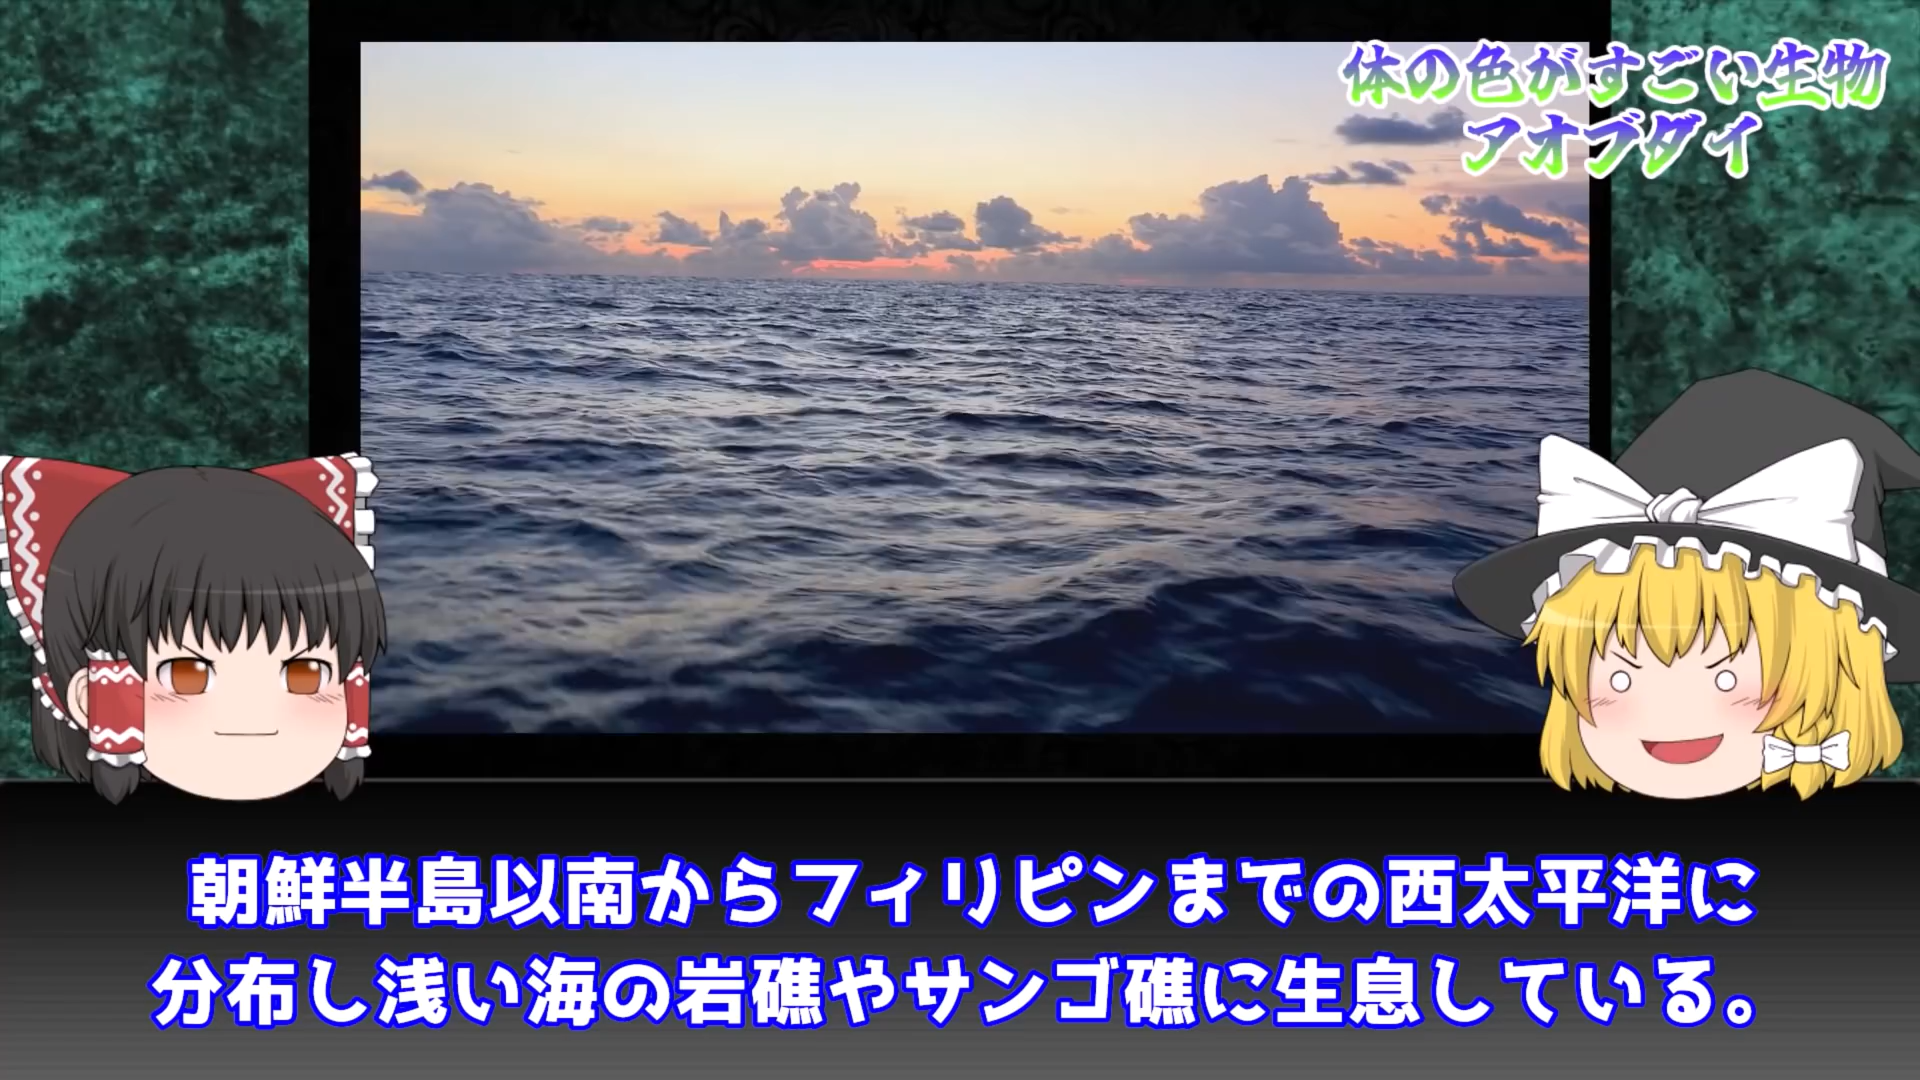 体の色がすごい生物
アオブダイ
朝鮮半島以南からフィリピンまでの西太平洋に
分布し浅い海の岩礁やサンゴ礁に生息している。